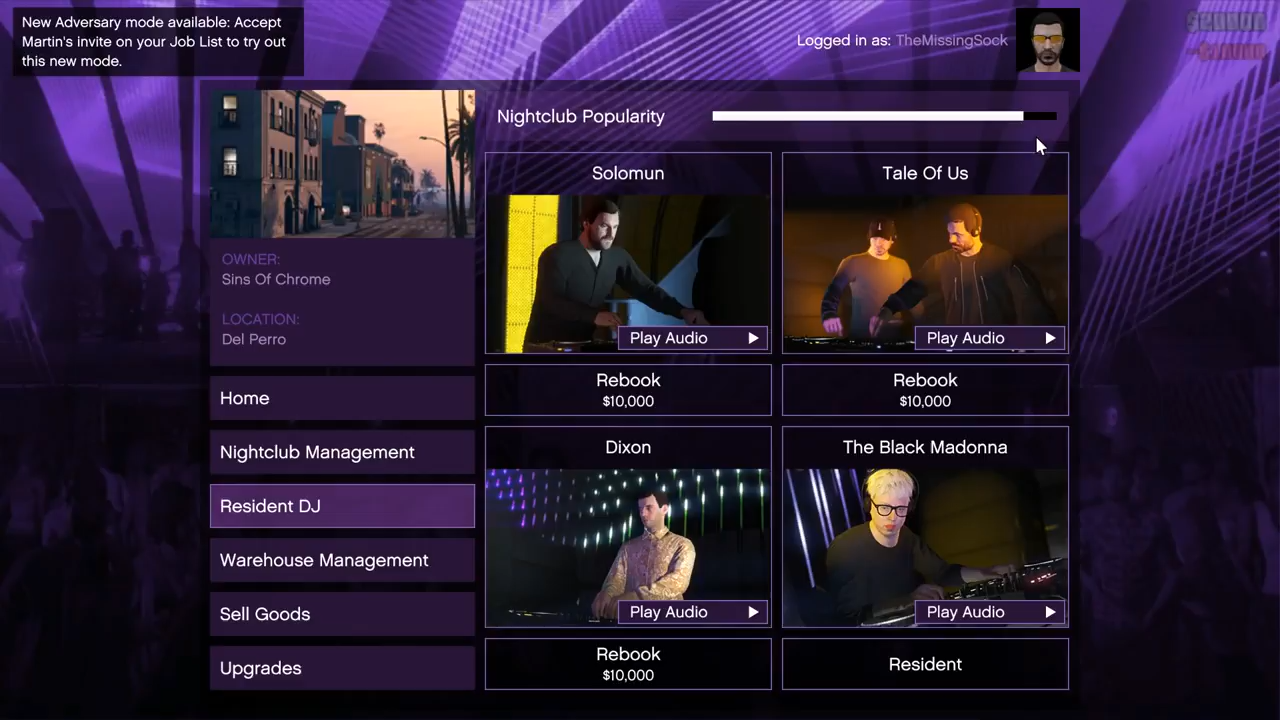 New Adversary mode available: Accept
Martin's invite on your Job List to try out
this new mode.
Logged in as: TheMissingSock
Nightclub Popularity
OWNER:
Sins Of Chrome
LOCATION:
Del Perro
Home
Nightclub Management
Resident DJ
Warehouse Management
Sell Goods
Upgrades
Solomun
Play Audio
Rebook
$10,000
Tale Of Us
Play Audio
Rebook
$10,000
Dixon
Play Audio
Rebook
$10,000
The Black Madonna
Play Audio
Resident